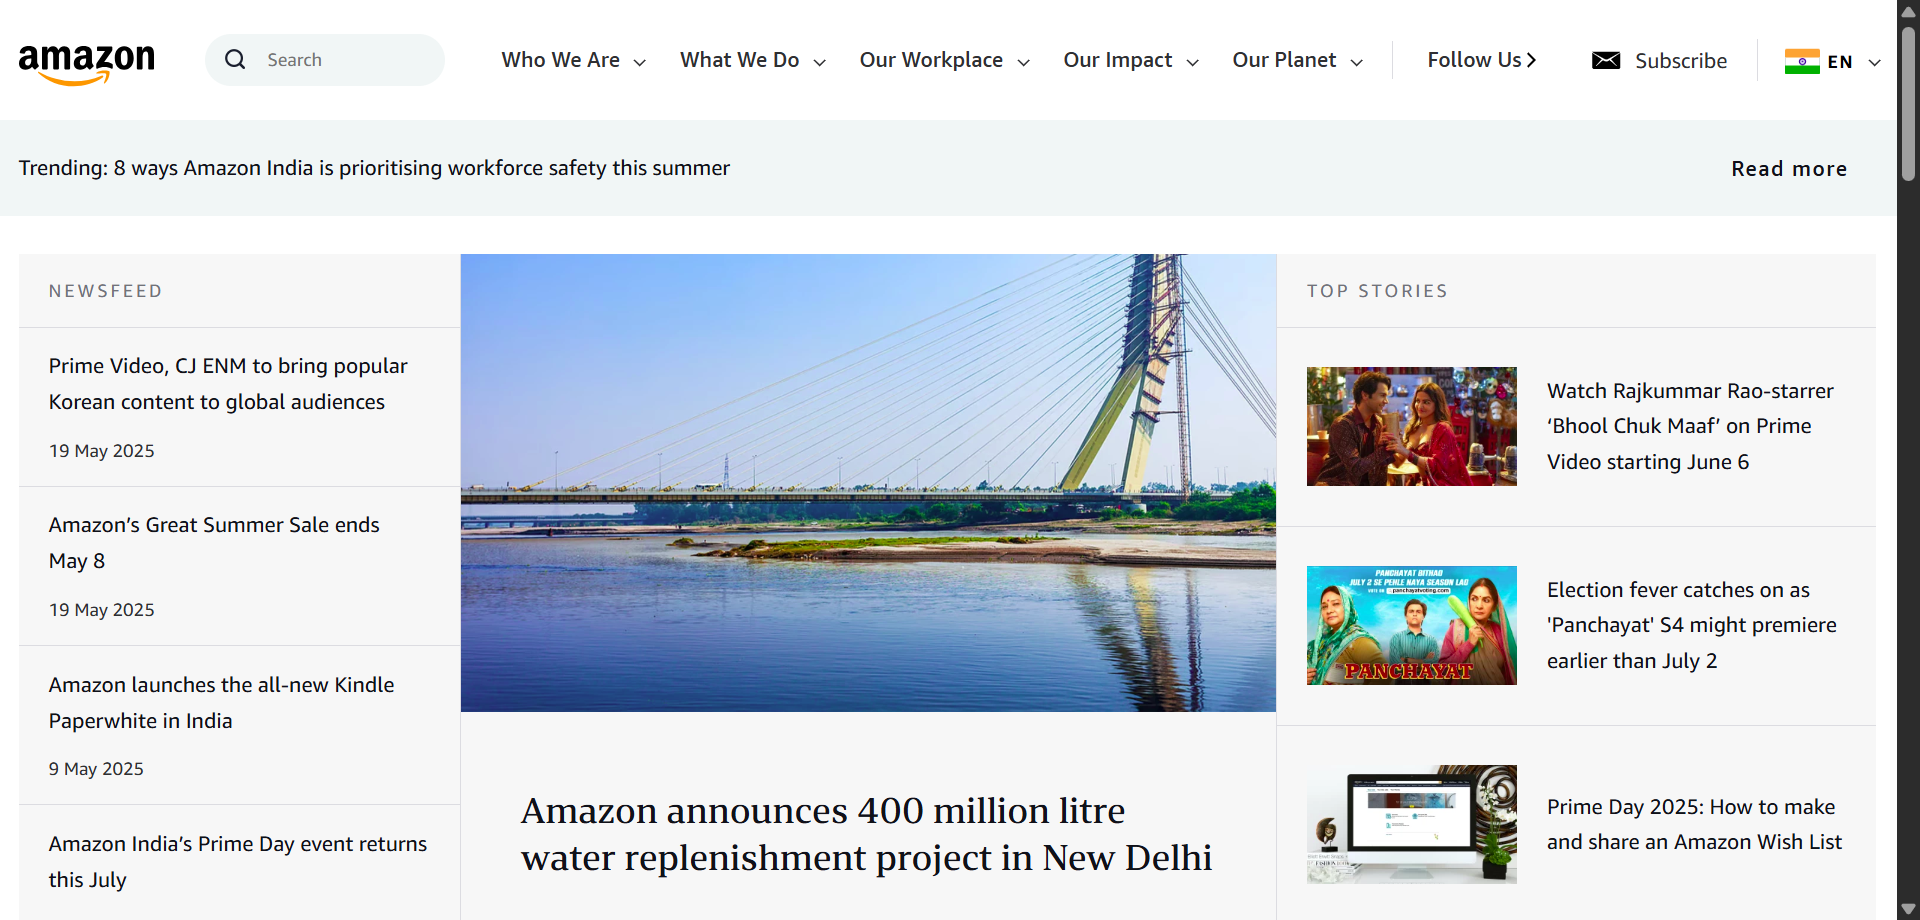 amazon
Search
Who We Are
What We Do
Our Workplace
Our Impact
Our Planet
Follow Us
Subscribe
EN
Trending: 8 ways Amazon India is prioritising workforce safety this summer
Read more
NEWSFEED
Prime Video, CJ ENM to bring popular
Korean content to global audiences
19 May 2025
Amazon’s Great Summer Sale ends
May 8
19 May 2025
Amazon launches the all-new Kindle
Paperwhite in India
9 May 2025
Amazon India’s Prime Day event returns
this July
Amazon announces 400 million litre
water replenishment project in New Delhi
TOP STORIES
Watch Rajkummar Rao-starrer
‘Bhool Chuk Maaf’ on Prime
Video starting June 6
PANCHAYAT DITHAO
JULY 2 SE PEHLE NAYA SEASON LAO
VOTE ON panchayatvoting.com
PANCHAYAT
Election fever catches on as
'Panchayat' S4 might premiere
earlier than July 2
Prime Day 2025: How to make
and share an Amazon Wish List